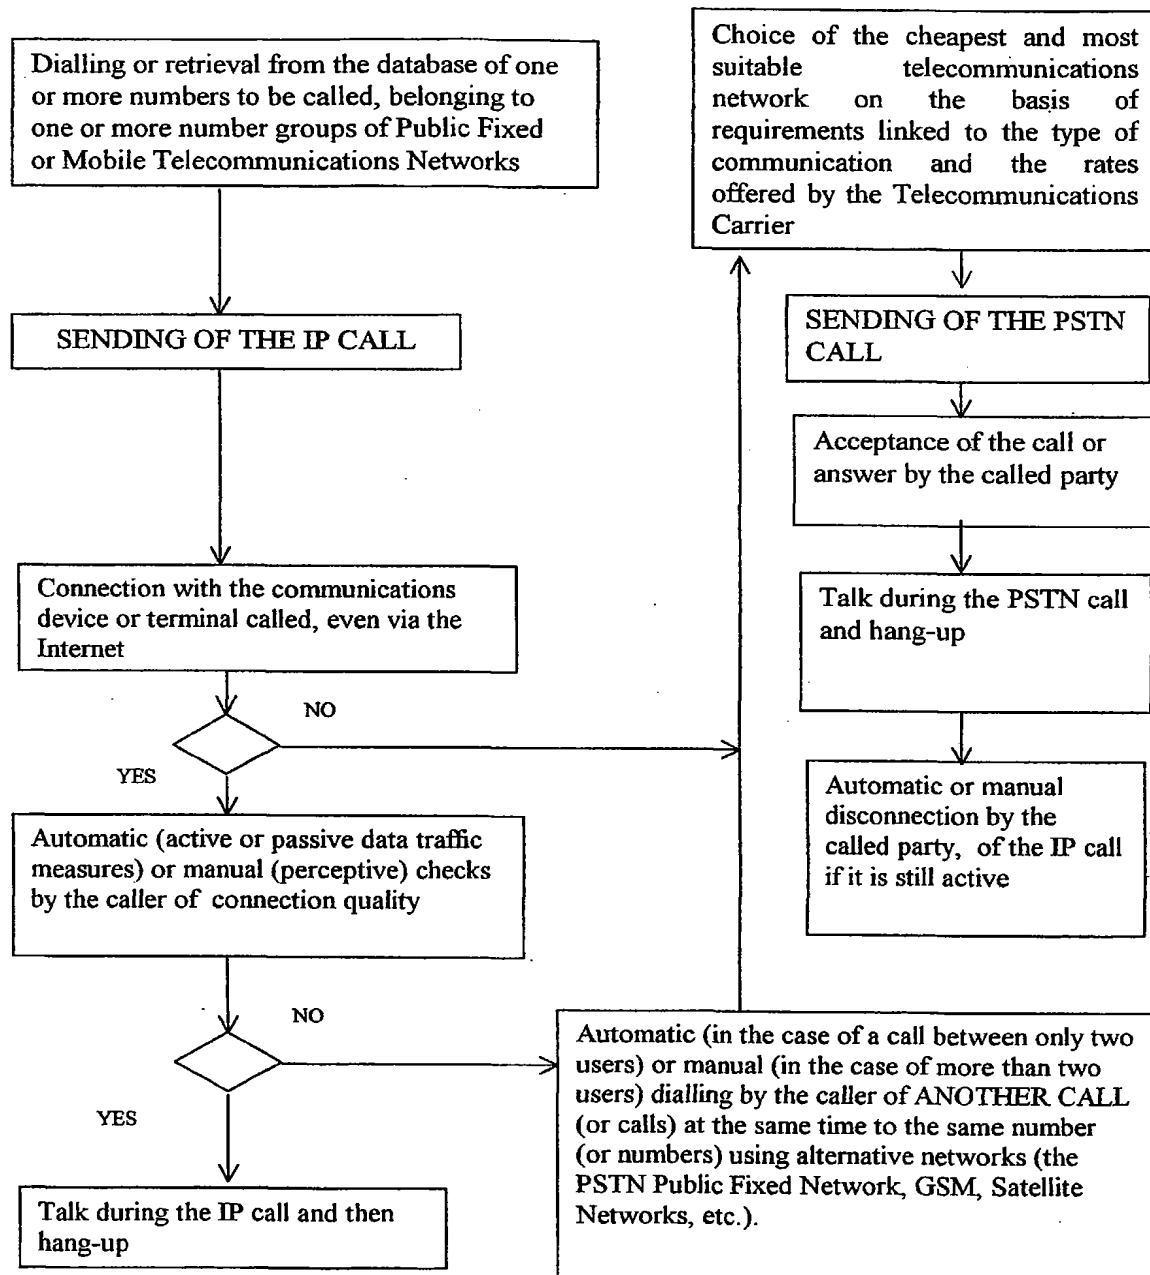 Dialling or retrieval from the database of one
or more numbers to be called, belonging to
one or more number groups of Public Fixed
or Mobile Telecommunications Networks
SENDING OF THE IP CALL
Connection with the communications
device or terminal called, even via the
Internet
NO
YES
Automatic (active or passive data traffic
measures) or manual (perceptive) checks
by the caller of connection quality
NO
YES
Talk during the IP call and then
hang-up
Automatic (in the case of a call between only two
users) or manual (in the case of more than two
users) dialling by the caller of ANOTHER CALL
(or calls) at the same time to the same number
(or numbers) using alternative networks (the
PSTN Public Fixed Network, GSM, Satellite
Networks, etc.).
Choice of the cheapest and most
suitable telecommunications
network on the basis of
requirements linked to the type of
communication and the rates
offered by the Telecommunications
Carrier
SENDING OF THE PSTN
CALL
Acceptance of the call or
answer by the called party
Talk during the PSTN call
and hang-up
Automatic or manual
disconnection by the
called party, of the IP call
if it is still active